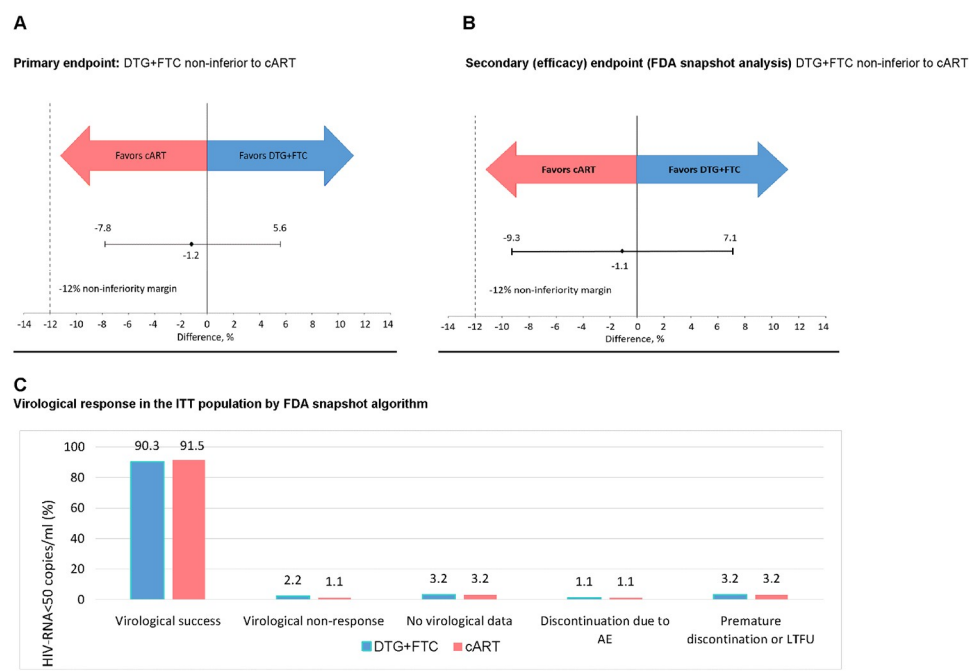 A
Primary endpoint: DTG+FTC non-inferior to cART
Favors cART
Favors DTG+FTC
-7.8
5.6
-1.2
-12% non-inferiority margin
-14 -12 -10 -8 -6 -4 -2 0 2 4 6 8 10 12 14
Difference, %
B
Secondary (efficacy) endpoint (FDA snapshot analysis) DTG+FTC non-inferior to cART
Favors cART
Favors DTG+FTC
-9.3
7.1
-1.1
-12% non-inferiority margin
-14 -12 -10 -8 -6 -4 -2 0 2 4 6 8 10 12 14
Difference, %
C
Virological response in the ITT population by FDA snapshot algorithm
HIV-RNA<50 copies/ml (%)
100
80
60
40
20
0
90.3 91.5
2.2 1.1
3.2 3.2
1.1 1.1
3.2 3.2
Virological success
Virological non-response
No virological data
Discontinuation due to
AE
Premature
discontination or LTFU
DTG+FTC cART